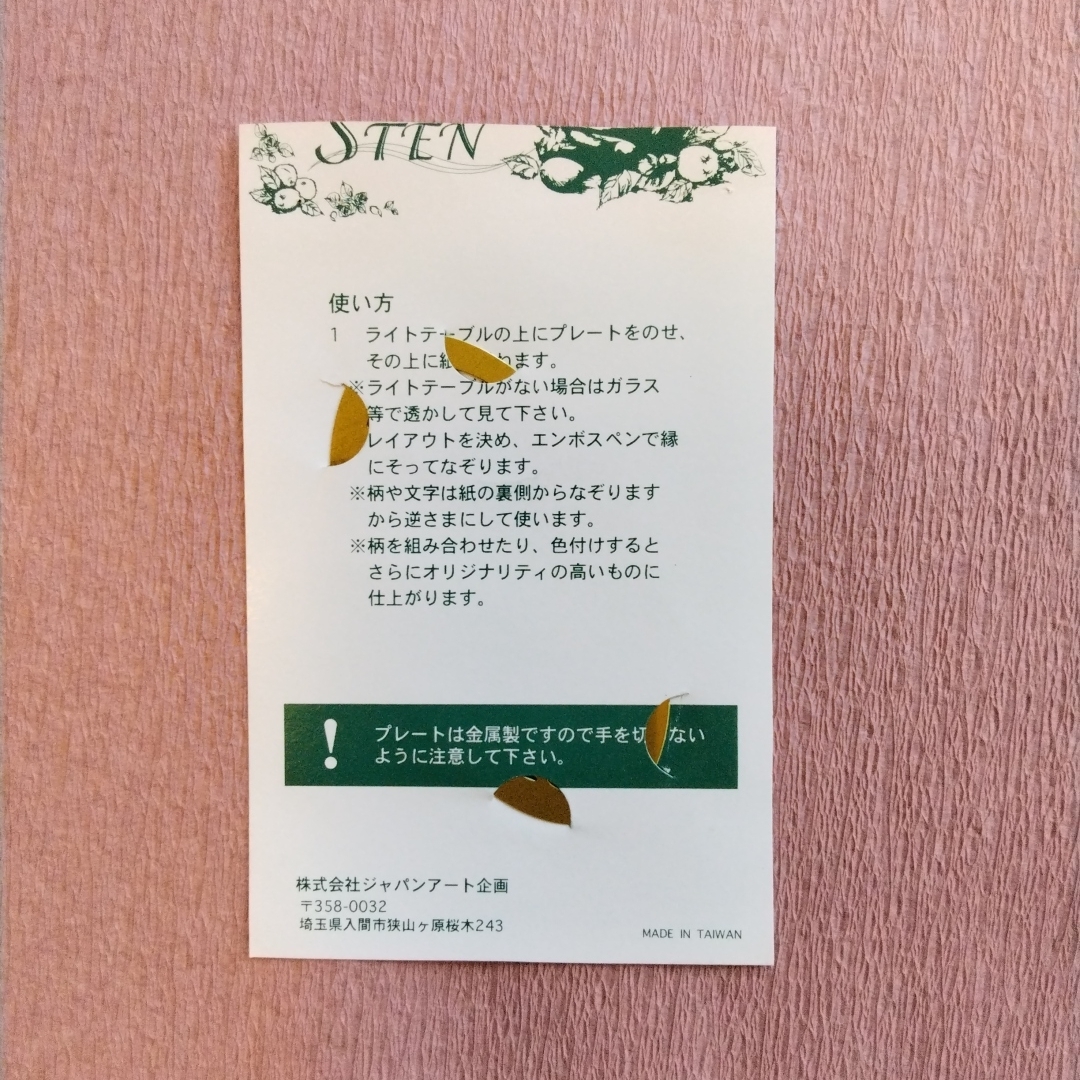 STEN
使い方
1 ライトテーブルの上にプレートをのせ、
その上に紙 れます。
※ライトテーブルがない場合はガラス
等で透かして見て下さい。
レイアウトを決め、エンボスペンで縁
にそってなぞります。
※柄や文字は紙の裏側からなぞります
から逆さまにして使います。
※柄を組み合わせたり、色付けすると
さらにオリジナリティの高いものに
仕上がります。
! プレートは金属製ですので手を切 ない
ように注意して下さい。
株式会社ジャパンアート企画
〒358-0032
埼玉県入間市狭山ヶ原桜木243
MADE IN TAIWAN